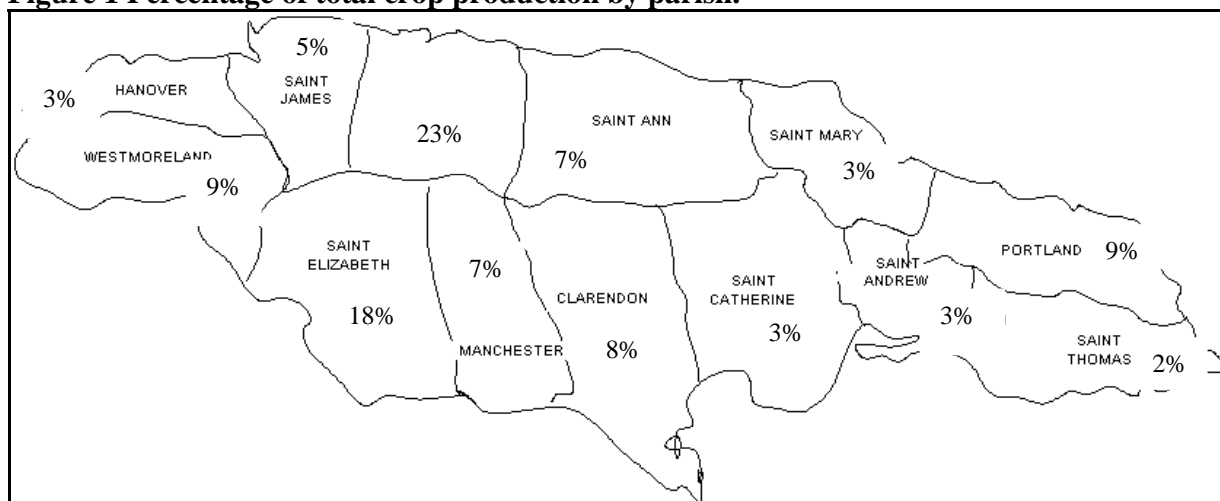 Figure 1 Percentage of total crop production by parish.
5%
SAINT
JAMES
3%
HANOVER
23%
SAINT ANN
7%
SAINT MARY
3%
WESTMORELAND
9%
SAINT
ELIZABETH
18%
7%
MANCHESTER
CLARENDON
8%
SAINT
CATHERINE
3%
SAINT
ANDREW
3%
PORTLAND
9%
SAINT
THOMAS
2%